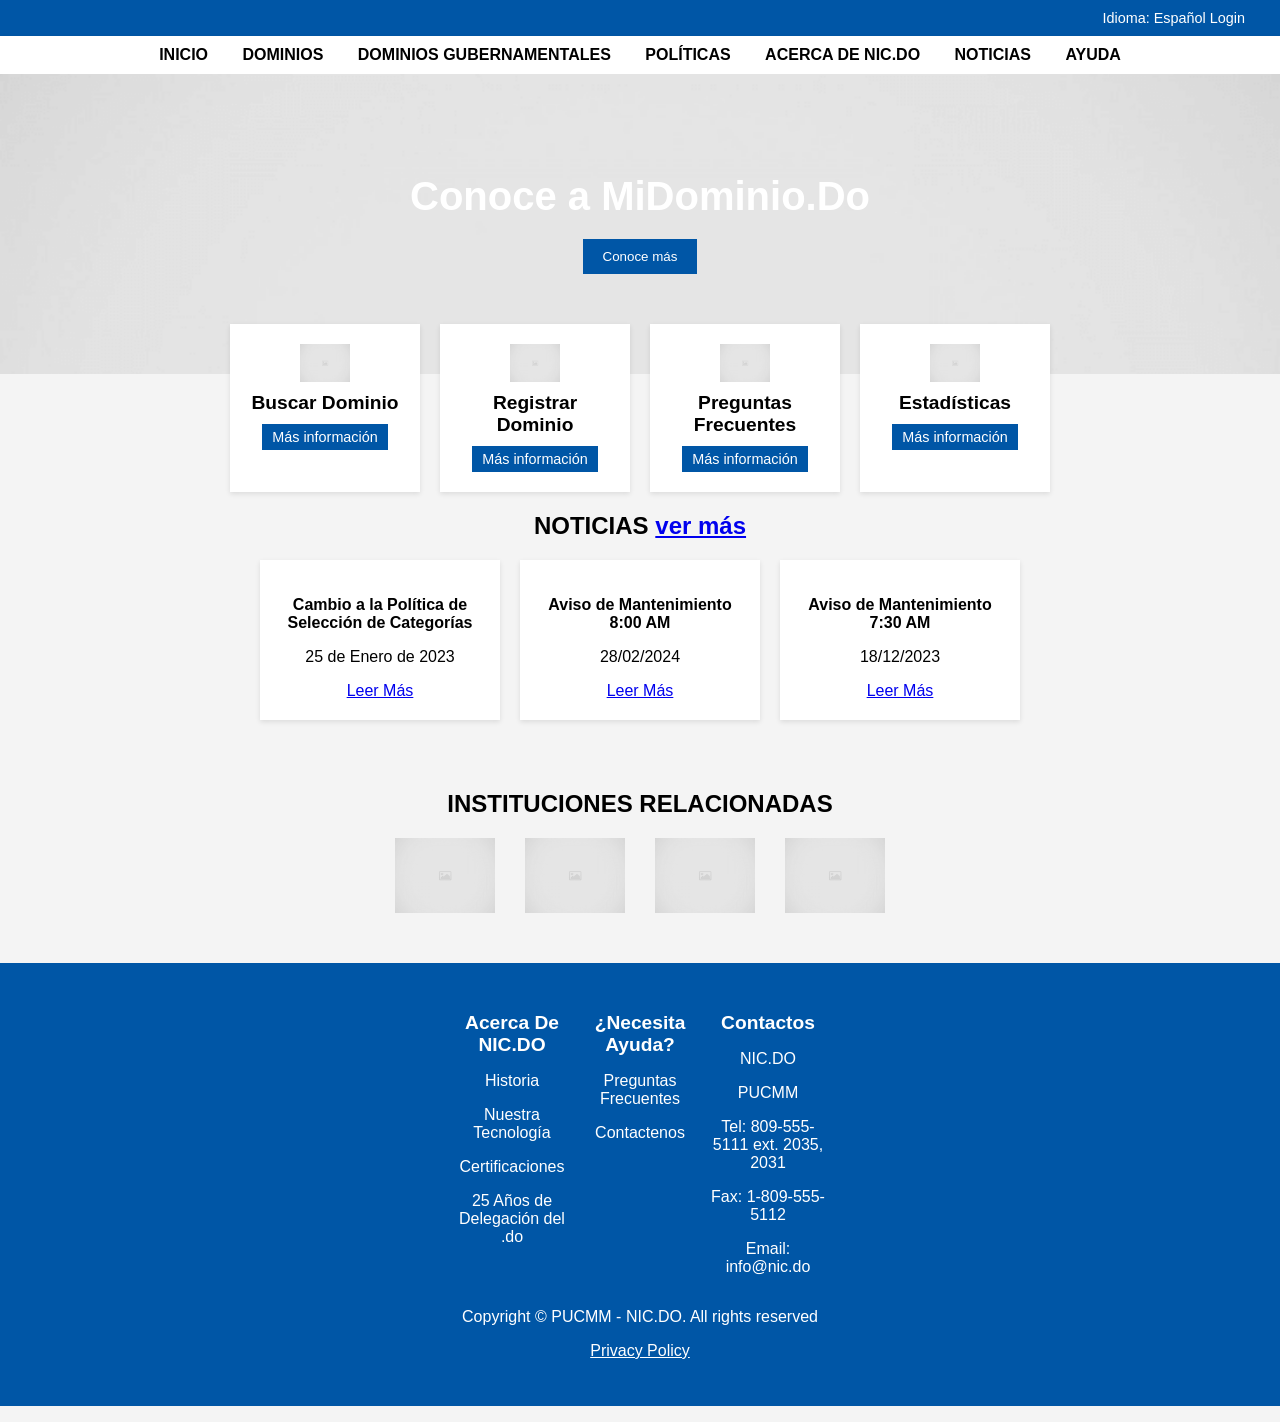 Idioma: Español Login
INICIO DOMINIOS DOMINIOS GUBERNAMENTALES POLÍTICAS ACERCA DE NIC.DO NOTICIAS AYUDA
Conoce a MiDominio.Do
Conoce más
Buscar Dominio
Más información
Registrar
Dominio
Más información
Preguntas
Frecuentes
Más información
Estadísticas
Más información
NOTICIAS ver más
Cambio a la Política de
Selección de Categorías
25 de Enero de 2023
Leer Más
Aviso de Mantenimiento
8:00 AM
28/02/2024
Leer Más
Aviso de Mantenimiento
7:30 AM
18/12/2023
Leer Más
INSTITUCIONES RELACIONADAS
Acerca De
NIC.DO
Historia
Nuestra
Tecnología
Certificaciones
25 Años de
Delegación del
.do
¿Necesita
Ayuda?
Preguntas
Frecuentes
Contactenos
Contactos
NIC.DO
PUCMM
Tel: 809-555-
5111 ext. 2035,
2031
Fax: 1-809-555-
5112
Email:
info@nic.do
Copyright © PUCMM - NIC.DO. All rights reserved
Privacy Policy